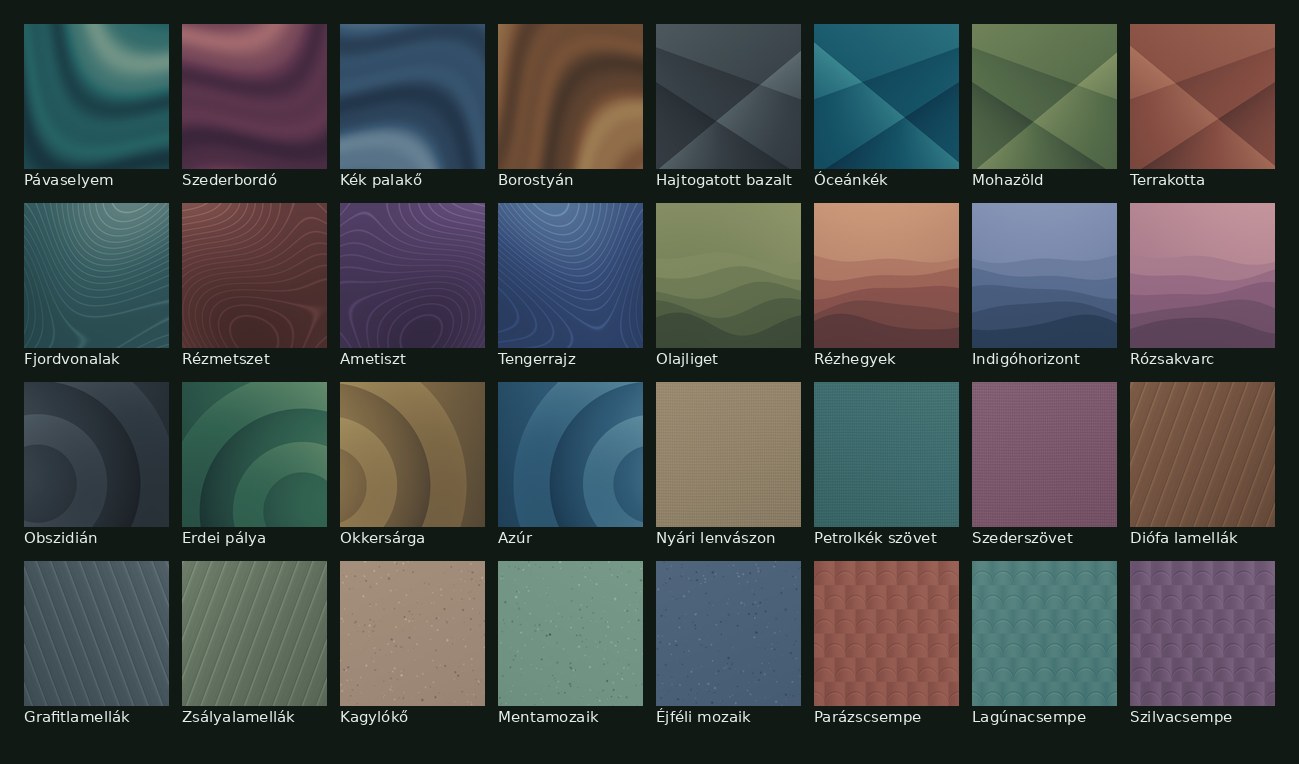 Pávaselyem
Szederbordó
Kék palakő
Borostyán
Hajtogatott bazalt
Óceánkék
Mohazöld
Terrakotta
Fjordvonalak
Rézmetszet
Ametiszt
Tengerrajz
Olajliget
Rézhegyek
Indigóhorizont
Rózsakvarc
Obszidián
Erdei pálya
Okkersárga
Azúr
Nyári lenvászon
Petrolkék szövet
Szederszövet
Diófa lamellák
Grafitlamellák
Zsályalamellák
Kagylókő
Mentamozaik
Éjféli mozaik
Parázscsempe
Lagúnacsempe
Szilvacsempe